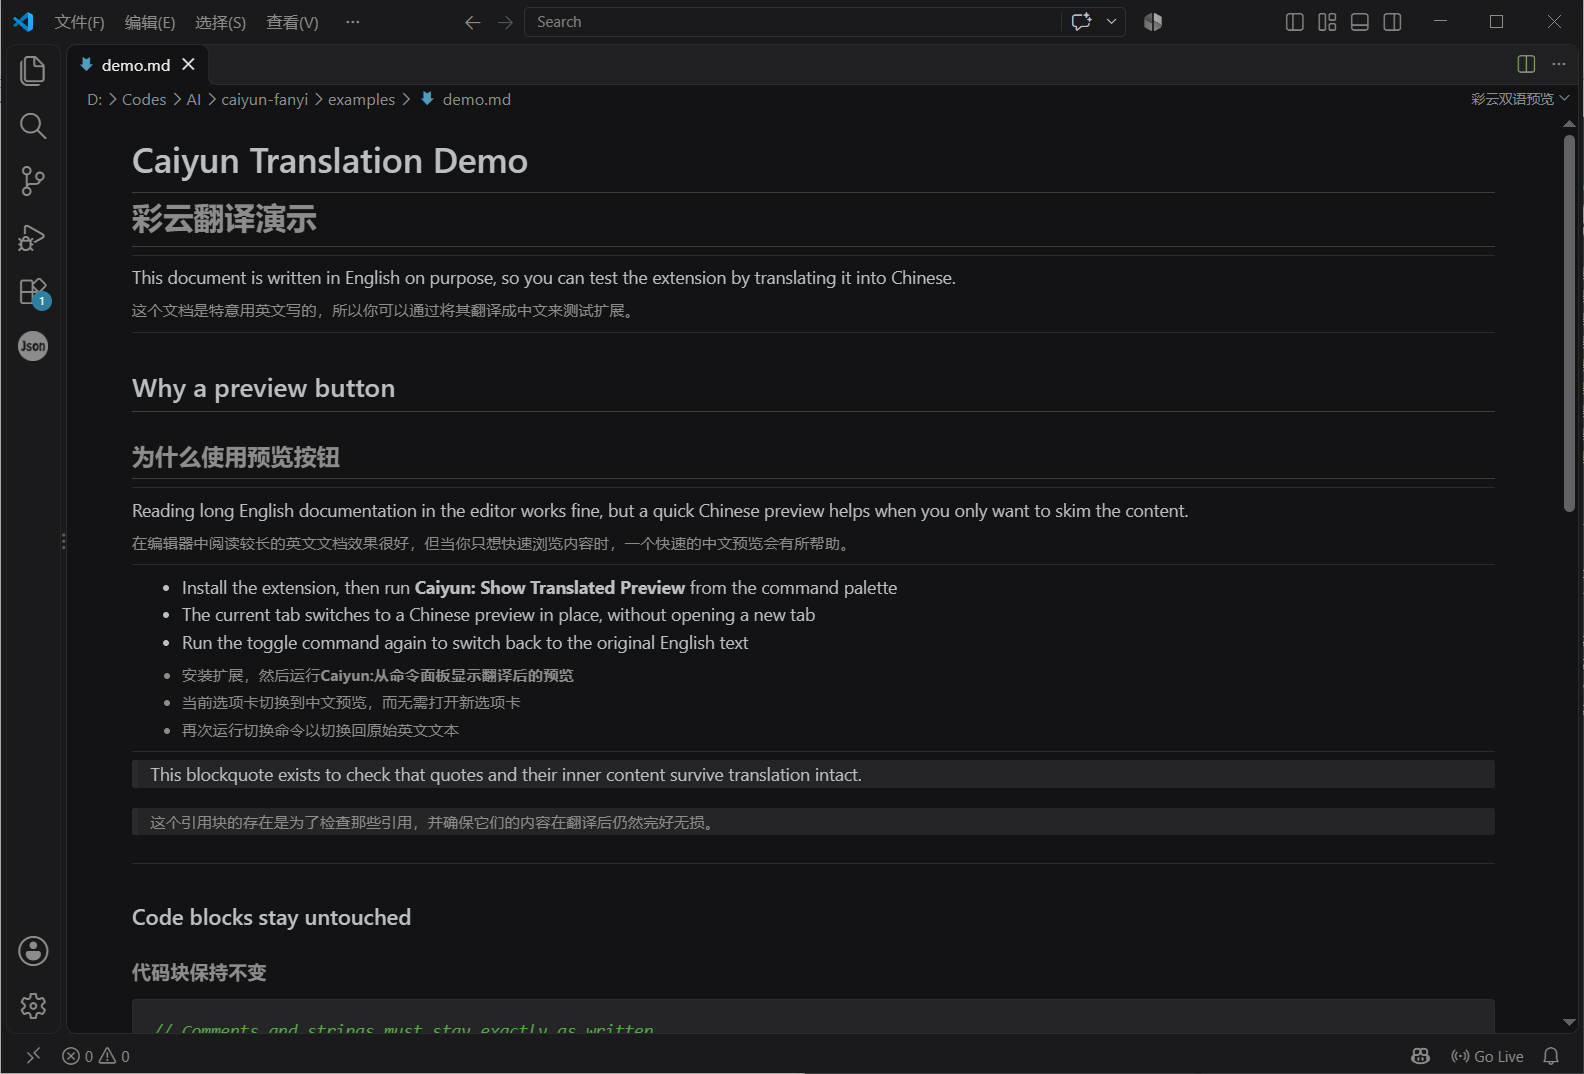 文件(F) 编辑(E) 选择(S) 查看(V) ··· Search
demo.md
D: > Codes > AI > caiyun-fanyi > examples > demo.md 彩云双语预览
Caiyun Translation Demo
彩云翻译演示
This document is written in English on purpose, so you can test the extension by translating it into Chinese.
这个文档是特意用英文写的，所以你可以通过将其翻译成中文来测试扩展。
1
Json
Why a preview button
为什么使用预览按钮
Reading long English documentation in the editor works fine, but a quick Chinese preview helps when you only want to skim the content.
在编辑器中阅读较长的英文文档效果很好，但当你只想快速浏览内容时，一个快速的中文预览会有所帮助。
• Install the extension, then run Caiyun: Show Translated Preview from the command palette
• The current tab switches to a Chinese preview in place, without opening a new tab
• Run the toggle command again to switch back to the original English text
• 安装扩展，然后运行Caiyun:从命令面板显示翻译后的预览
• 当前选项卡切换到中文预览，而无需打开新选项卡
• 再次运行切换命令以切换回原始英文文本
This blockquote exists to check that quotes and their inner content survive translation intact.
这个引用块的存在是为了检查那些引用，并确保它们的内容在翻译后仍然完好无损。
Code blocks stay untouched
代码块保持不变
// Comments and strings must stay exactly as written
0 0 Go Live